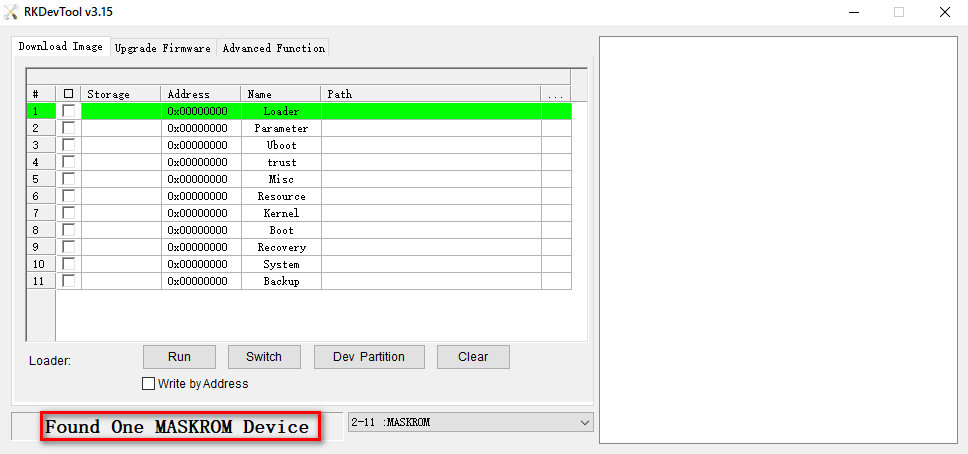 RKDevTool v3.15
Download Image Upgrade Firmware Advanced Function
# Storage Address Name Path ...
1 0x00000000 Loader
2 0x00000000 Parameter
3 0x00000000 Uboot
4 0x00000000 trust
5 0x00000000 Misc
6 0x00000000 Resource
7 0x00000000 Kernel
8 0x00000000 Boot
9 0x00000000 Recovery
10 0x00000000 System
11 0x00000000 Backup
Loader: Run Switch Dev Partition Clear
Write by Address
Found One MASKROM Device 2-11 :MASKROM